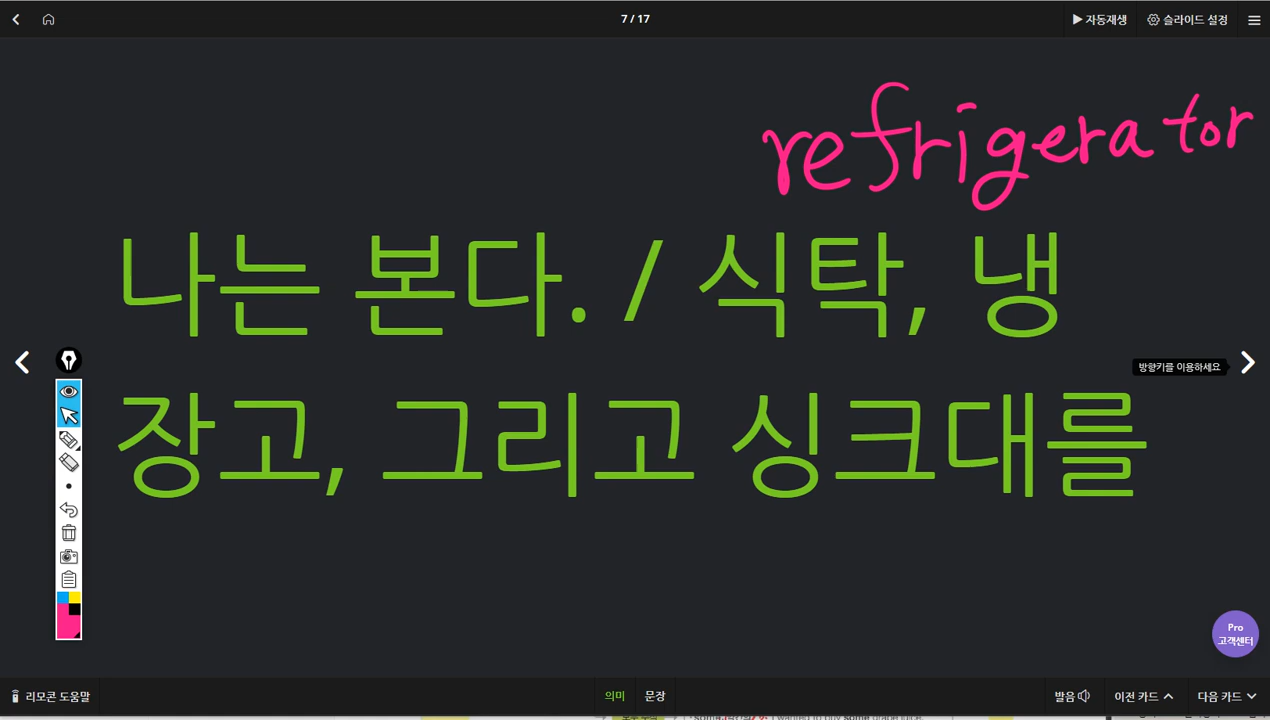 7 / 17
자동재생
슬라이드 설정
refrigerator
나는 본다. / 식탁, 냉
장고, 그리고 싱크대를
방향키를 이용하세요
Pro
고객센터
리모콘 도움말
의미
문장
발음
이전 카드
다음 카드